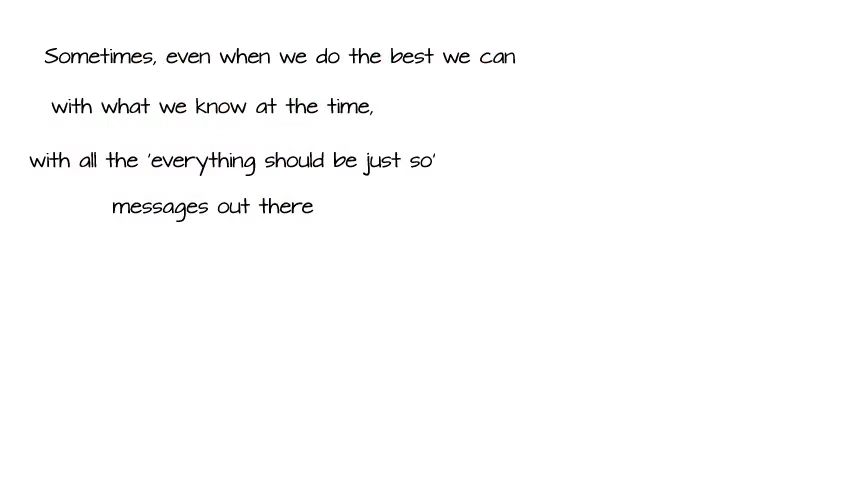 Sometimes, even when we do the best we can
with what we know at the time,
with all the 'everything should be just so'
messages out there